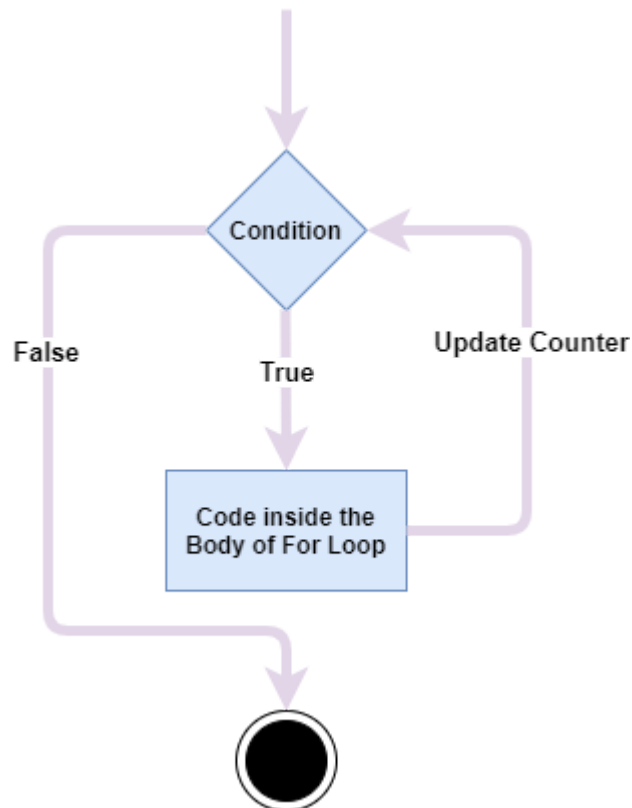 Condition
False
True
Update Counter
Code inside the
Body of For Loop